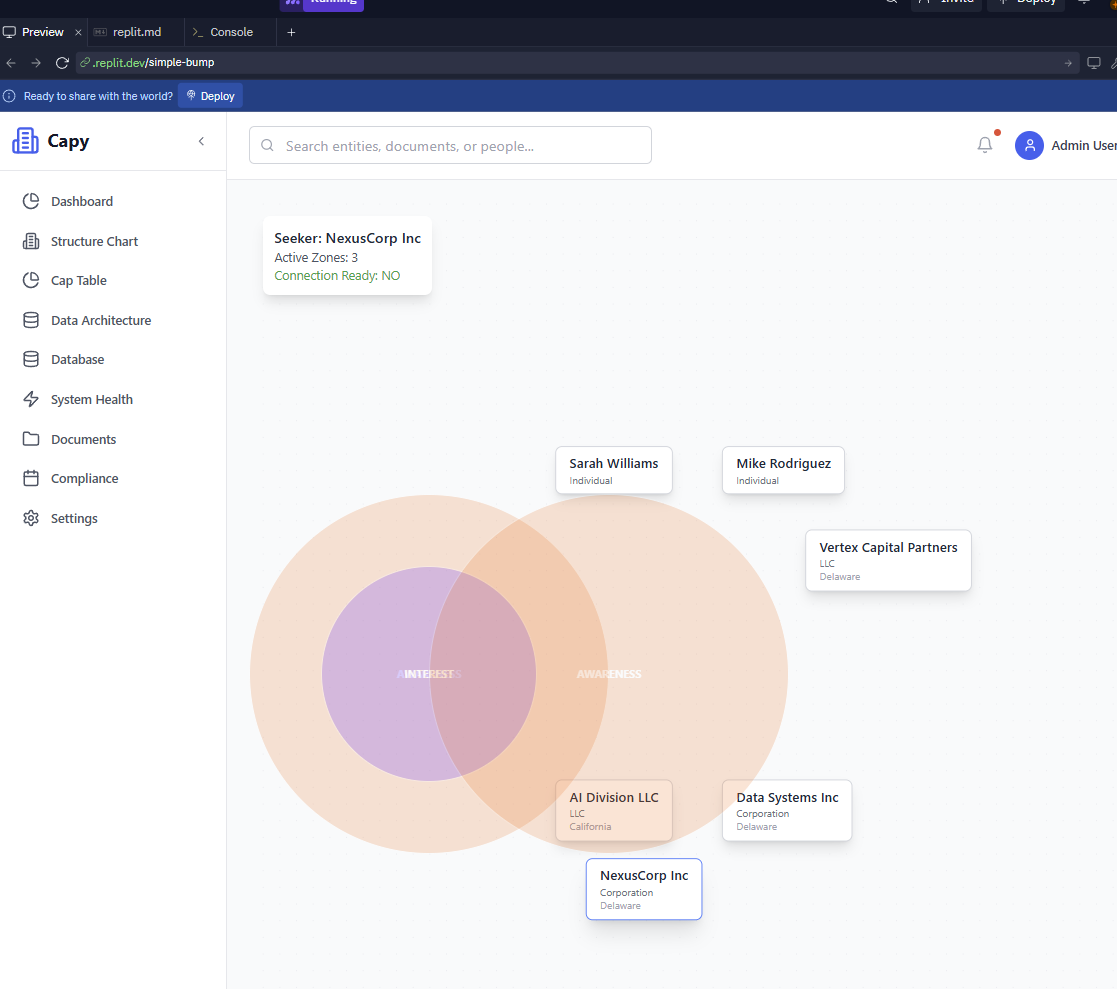 Running
Invite
Deploy
Preview
replit.md
Console
.replit.dev/simple-bump
Ready to share with the world?
Deploy
Capy
Search entities, documents, or people...
Admin User
Dashboard
Structure Chart
Cap Table
Data Architecture
Database
System Health
Documents
Compliance
Settings
Seeker: NexusCorp Inc
Active Zones: 3
Connection Ready: NO
Sarah Williams
Individual
Mike Rodriguez
Individual
Vertex Capital Partners
LLC
Delaware
INTEREST
AWARENESS
AI Division LLC
LLC
California
Data Systems Inc
Corporation
Delaware
NexusCorp Inc
Corporation
Delaware